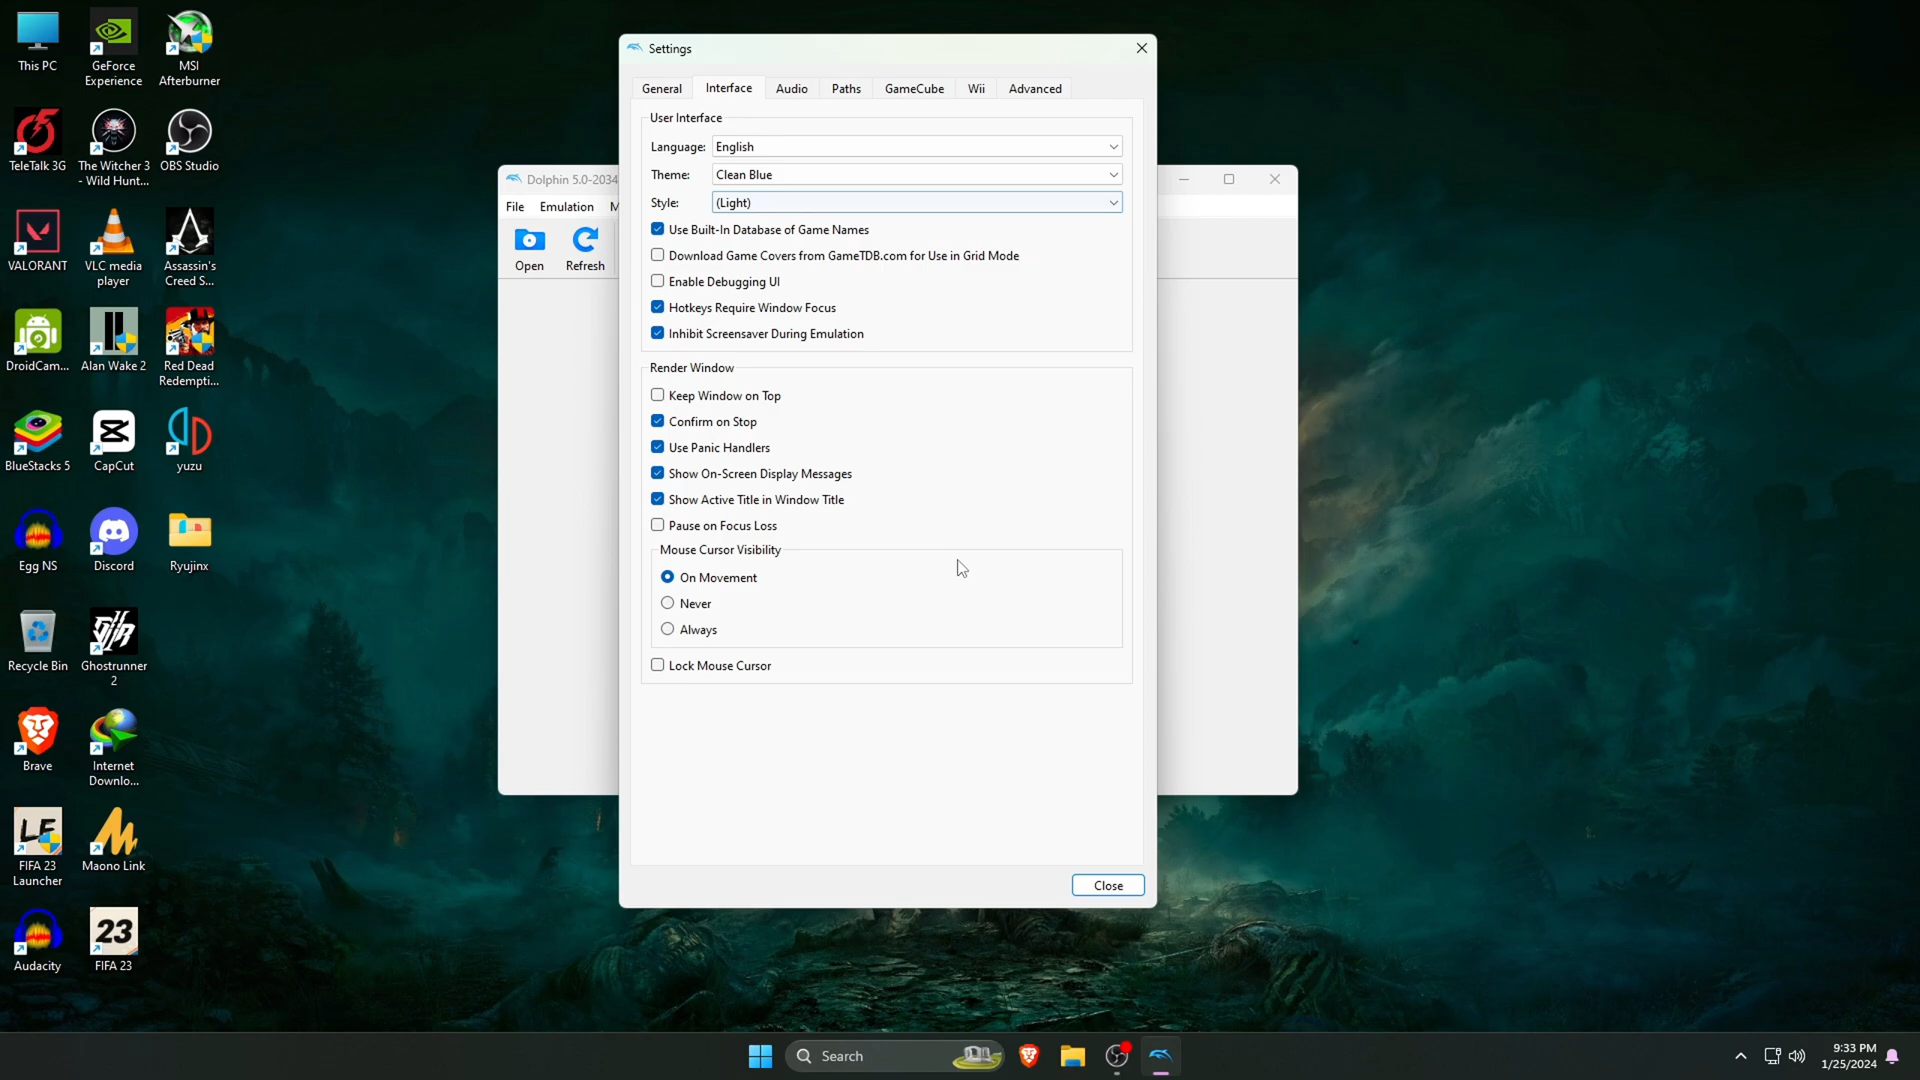 This PC
GeForce
Experience
MSI
Afterburner
TeleTalk 3G
The Witcher 3
- Wild Hunt...
OBS Studio
VALORANT
VLC media
player
Assassin's
Creed S...
DroidCam...
Alan Wake 2
Red Dead
Redempti...
BlueStacks 5
CapCut
yuzu
Egg NS
Discord
Ryujinx
Recycle Bin
Ghostrunner
2
Brave
Internet
Downlo...
LE
FIFA 23
Launcher
Maono Link
Audacity
23
FIFA 23
Dolphin 5.0-2034
File Emulation M
Open Refresh
Settings
General Interface Audio Paths GameCube Wii Advanced
User Interface
Language: English
Theme: Clean Blue
Style: (Light)
Use Built-In Database of Game Names
Download Game Covers from GameTDB.com for Use in Grid Mode
Enable Debugging UI
Hotkeys Require Window Focus
Inhibit Screensaver During Emulation
Render Window
Keep Window on Top
Confirm on Stop
Use Panic Handlers
Show On-Screen Display Messages
Show Active Title in Window Title
Pause on Focus Loss
Mouse Cursor Visibility
On Movement
Never
Always
Lock Mouse Cursor
Close
Search
9:33 PM
1/25/2024